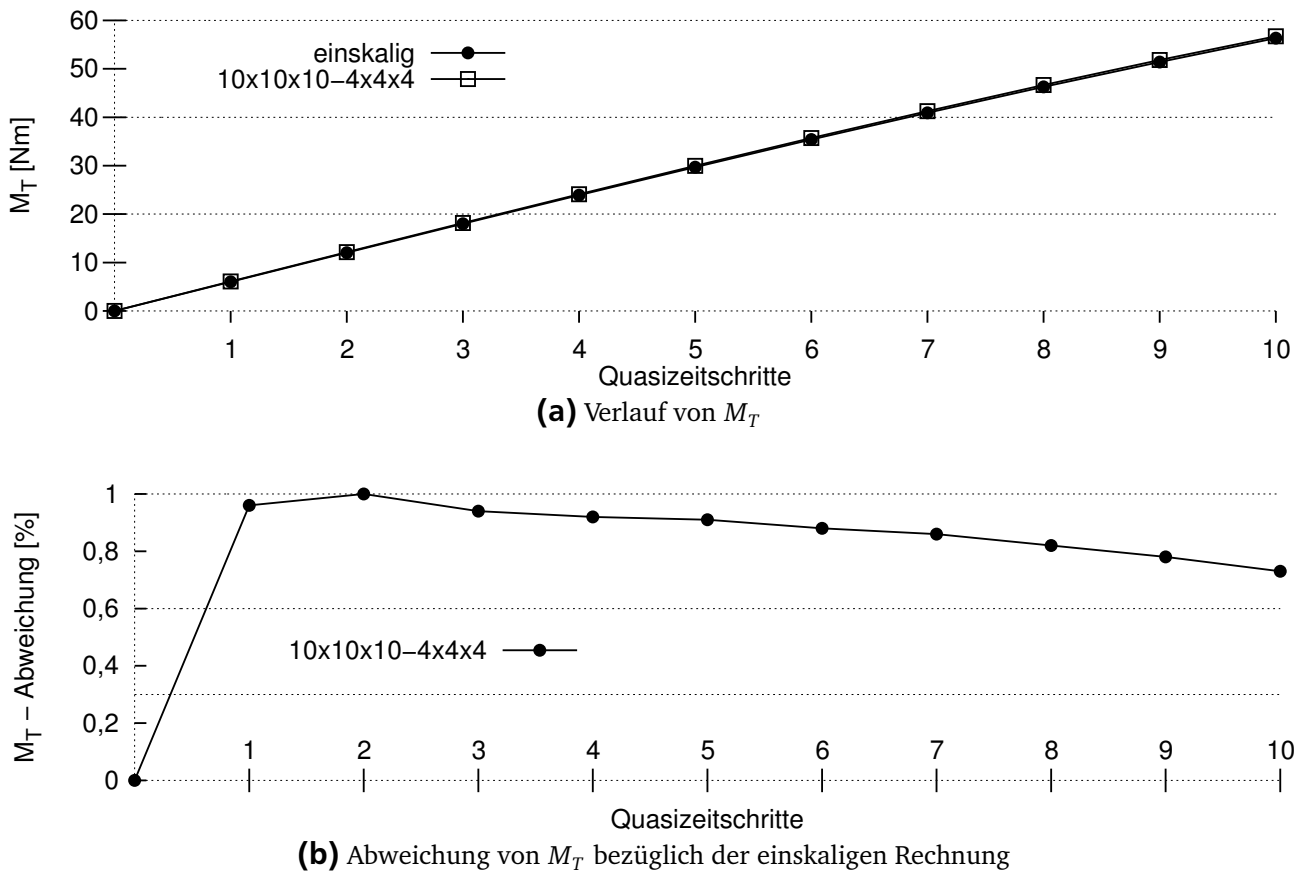 60
50
40
30
20
10
0
M_T [Nm]
einskalig
10x10x10−4x4x4
1 2 3 4 5 6 7 8 9 10
Quasizeitschritte
(a) Verlauf von M_T
1
0,8
0,6
0,4
0,2
0
M_T − Abweichung [%]
10x10x10−4x4x4
1 2 3 4 5 6 7 8 9 10
Quasizeitschritte
(b) Abweichung von M_T bezüglich der einskaligen Rechnung